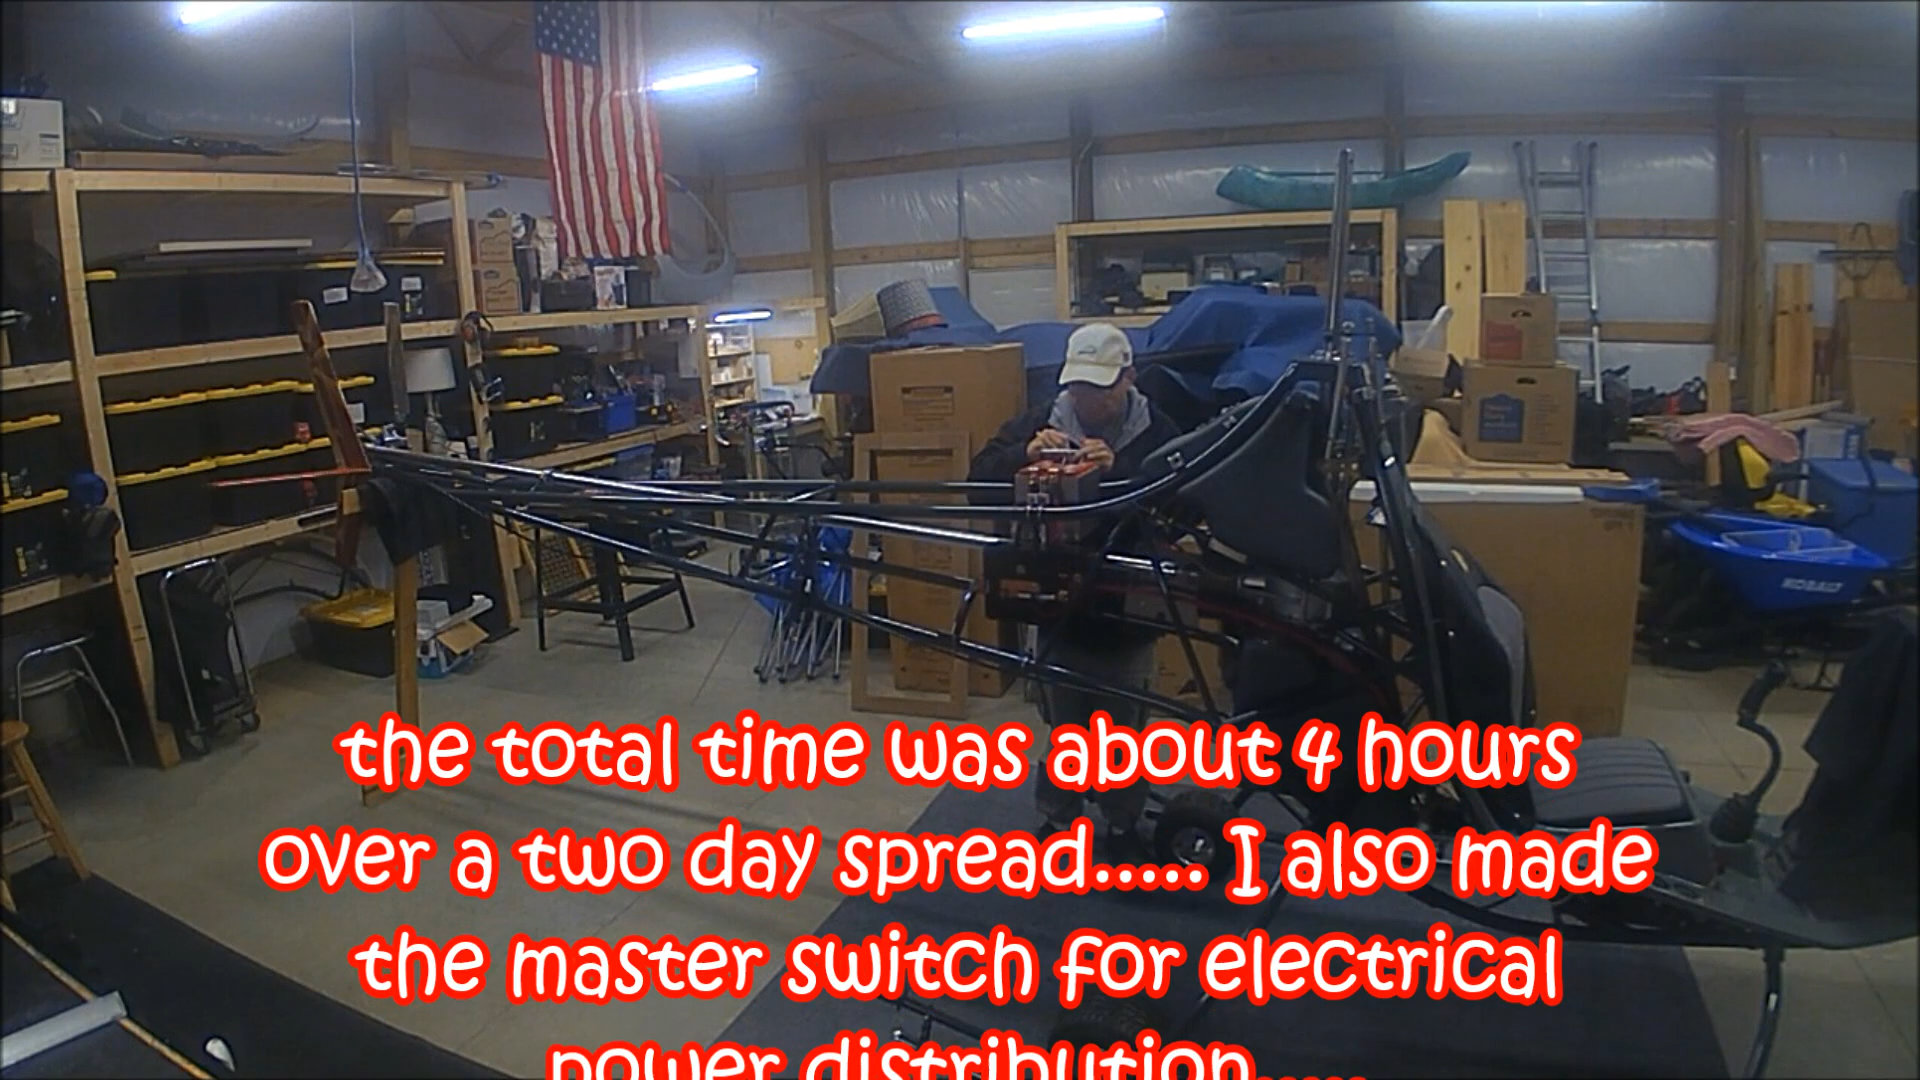 the total time was about 4 hours
over a two day spread..... I also made
the master switch for electrical
power distribution.....
KOBALT